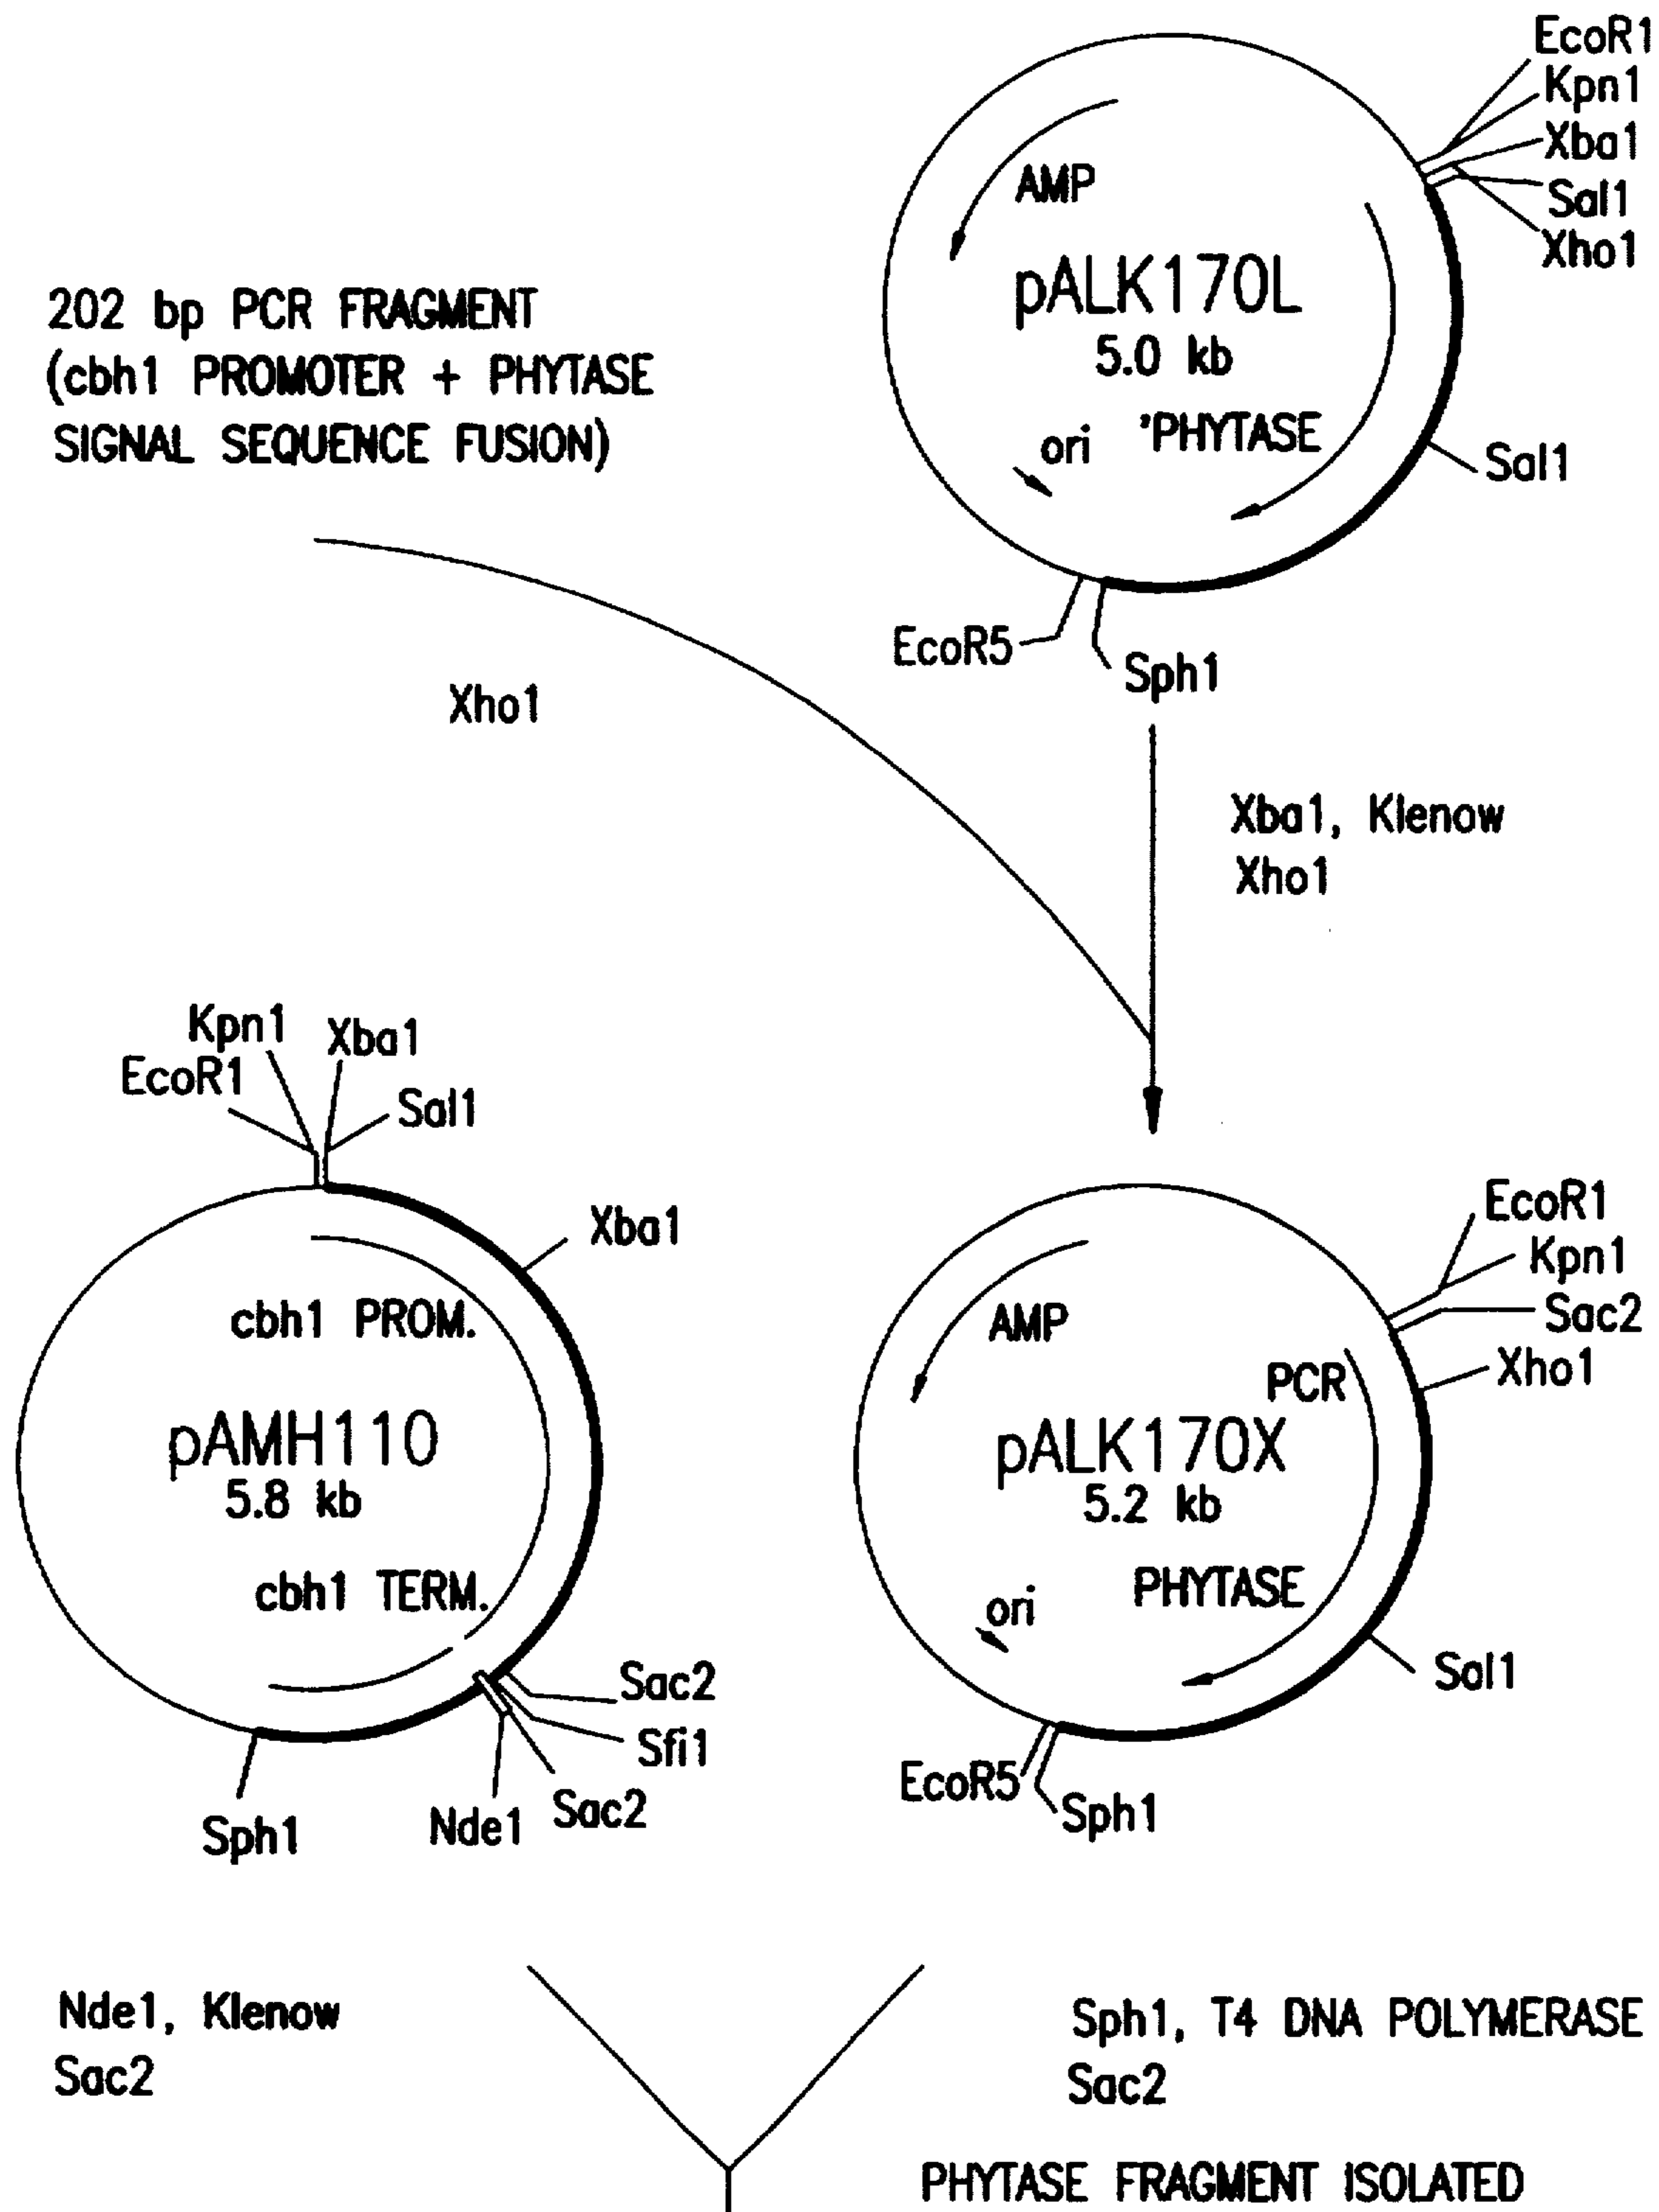 EcoR1
Kpn1
Xba1
Sal1
Xho1
AMP
pALK170L
5.0 kb
ori
'PHYTASE
Sal1
EcoR5
Sph1
202 bp PCR FRAGMENT
(cbh1 PROMOTER + PHYTASE
SIGNAL SEQUENCE FUSION)
Xho1
Xba1, Klenow
Xho1
Kpn1
Xba1
EcoR1
Sal1
Xba1
cbh1 PROM.
pAMH110
5.8 kb
cbh1 TERM.
Sac2
Sfi1
Sac2
Nde1
Sph1
EcoR1
Kpn1
Sac2
Xho1
AMP
PCR
pALK170X
5.2 kb
PHYTASE
ori
Sal1
EcoR5
Sph1
Nde1, Klenow
Sac2
Sph1, T4 DNA POLYMERASE
Sac2
PHYTASE FRAGMENT ISOLATED